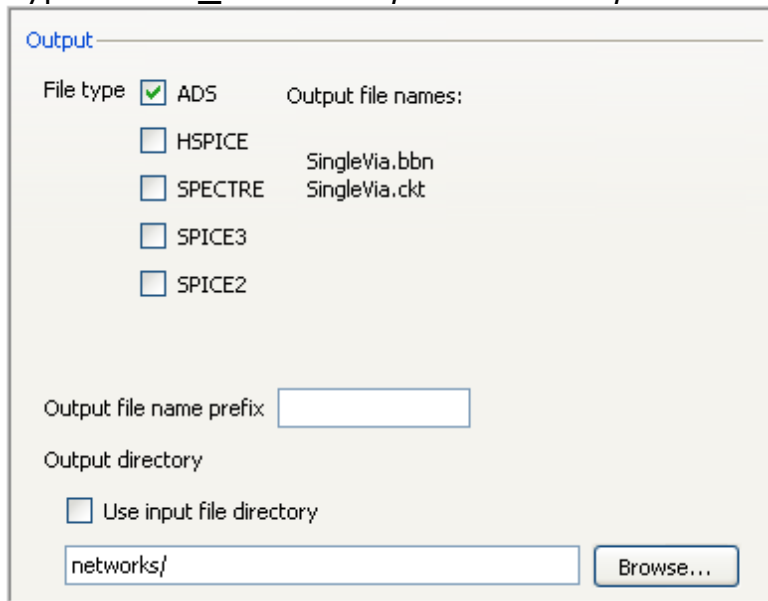 Output
File type ADS Output file names:
HSPICE
SingleVia.bbn
SPECTRE SingleVia.ckt
SPICE3
SPICE2
Output file name prefix
Output directory
Use input file directory
networks/ Browse...